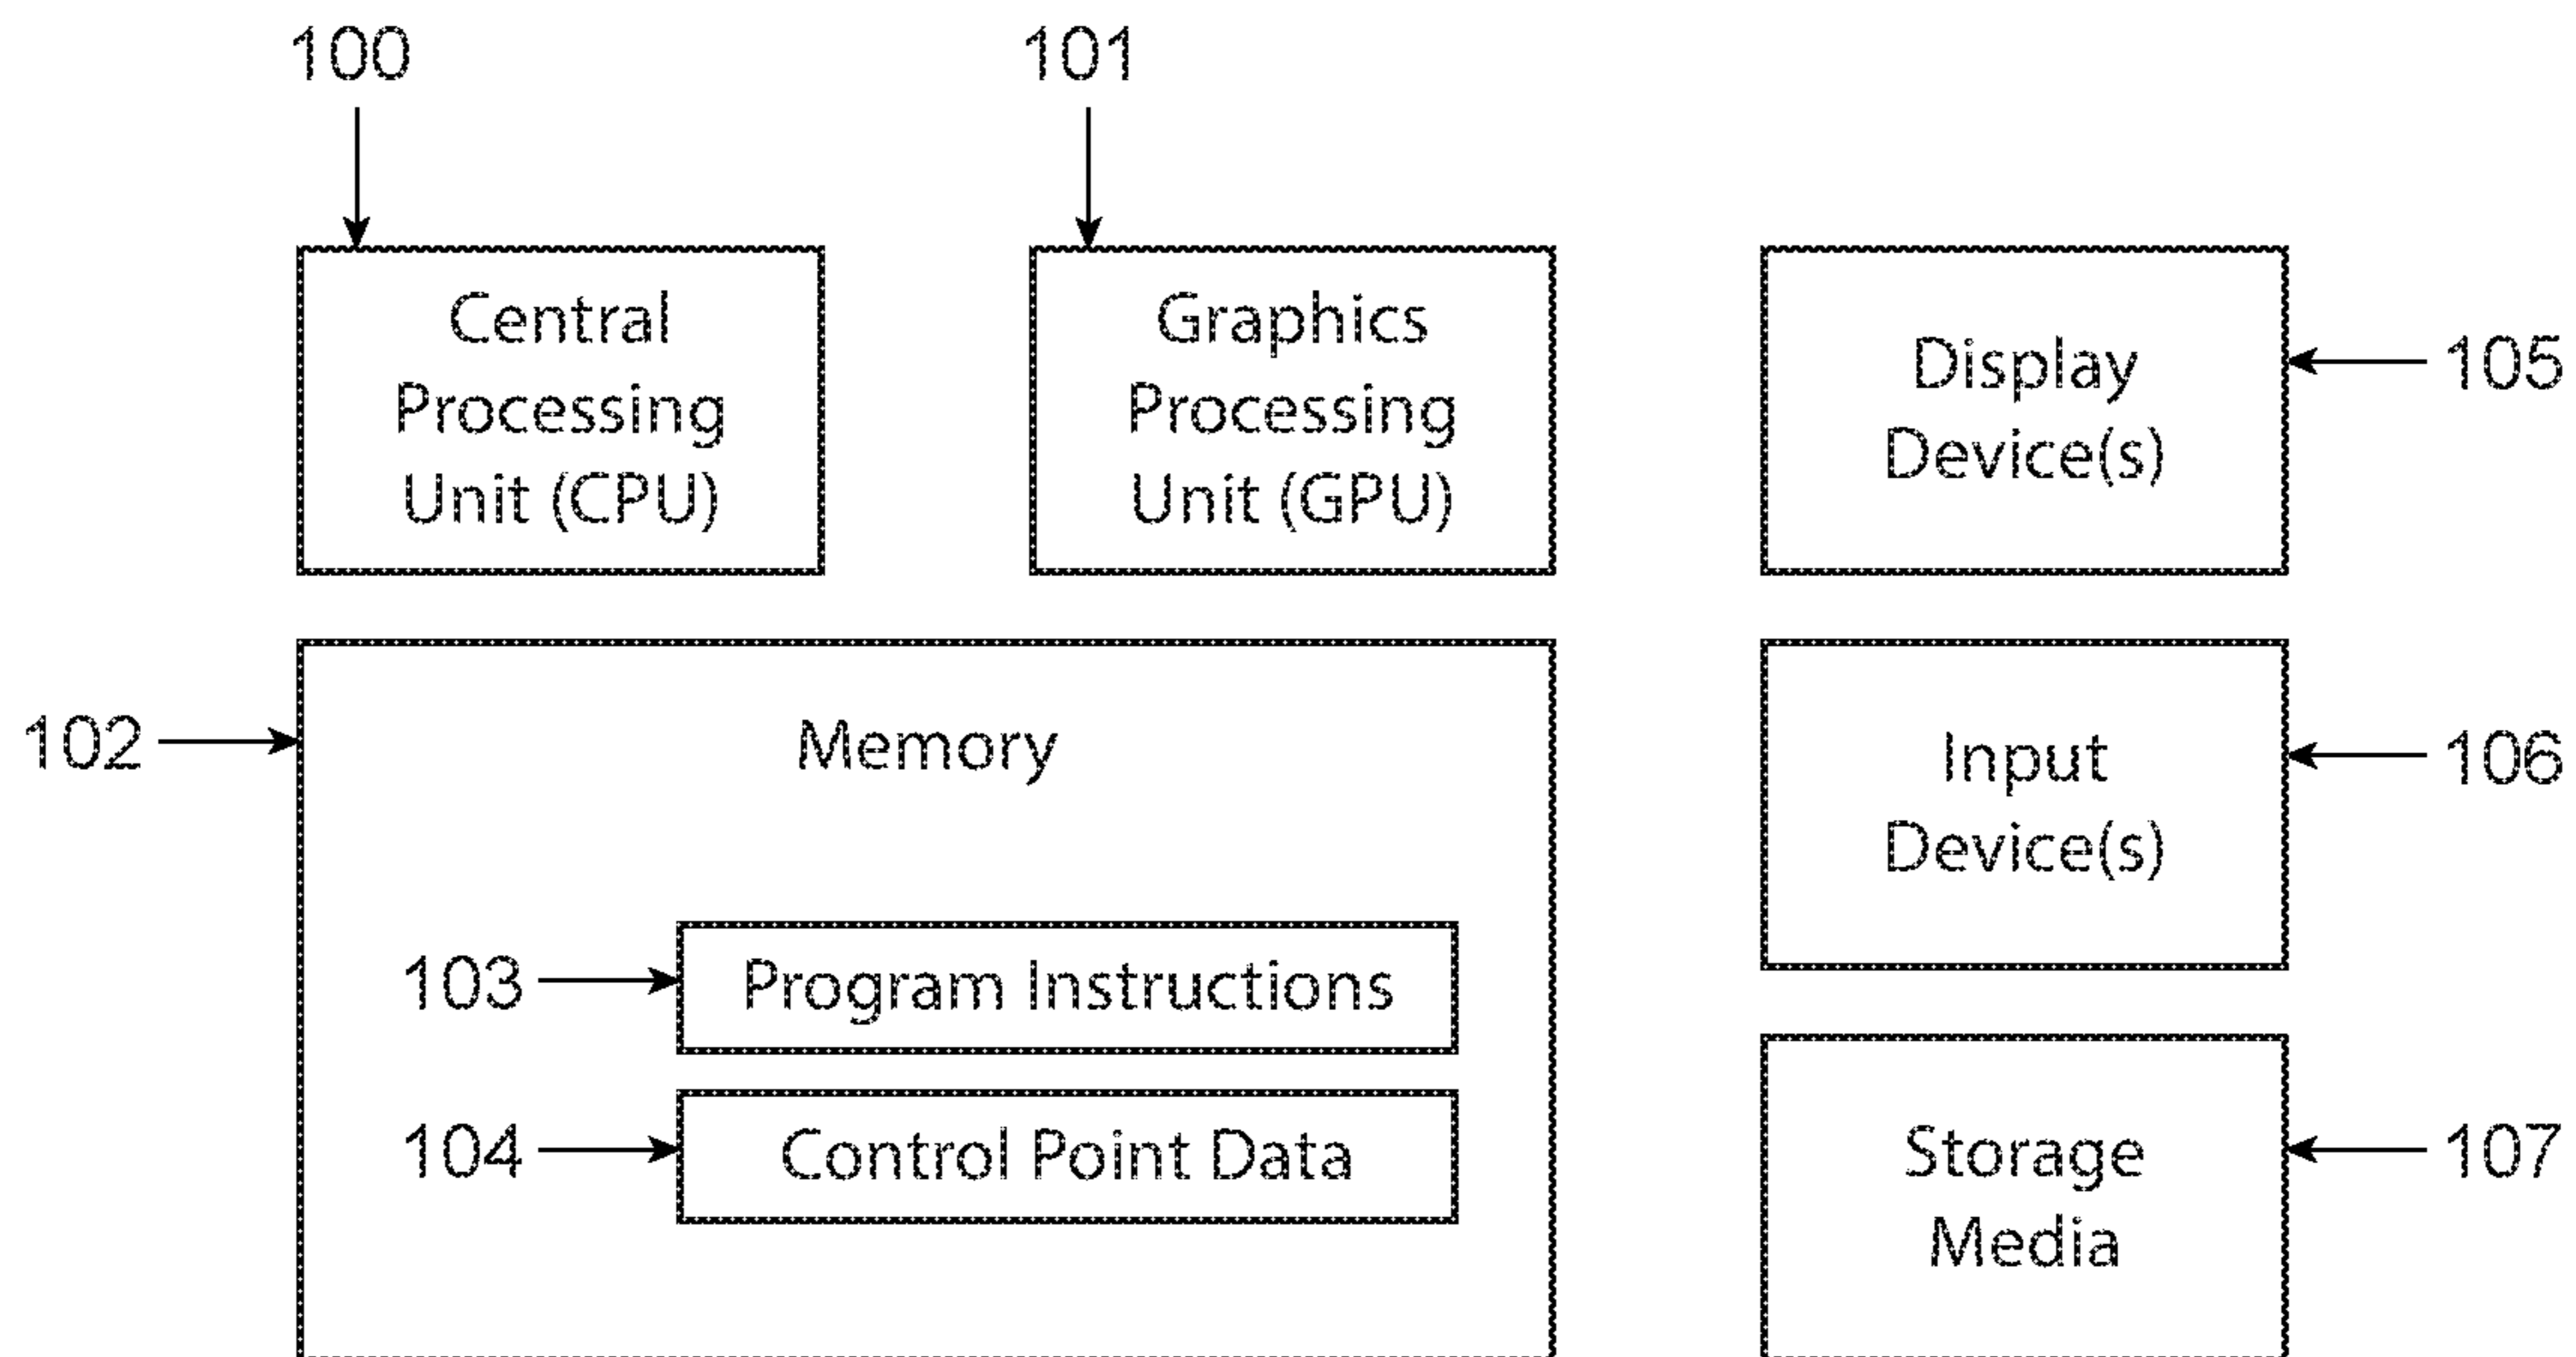 100
101
Central
Processing
Unit (CPU)
Graphics
Processing
Unit (GPU)
Display
Device(s)
105
102
Memory
Input
Device(s)
106
103
Program Instructions
104
Control Point Data
Storage
Media
107